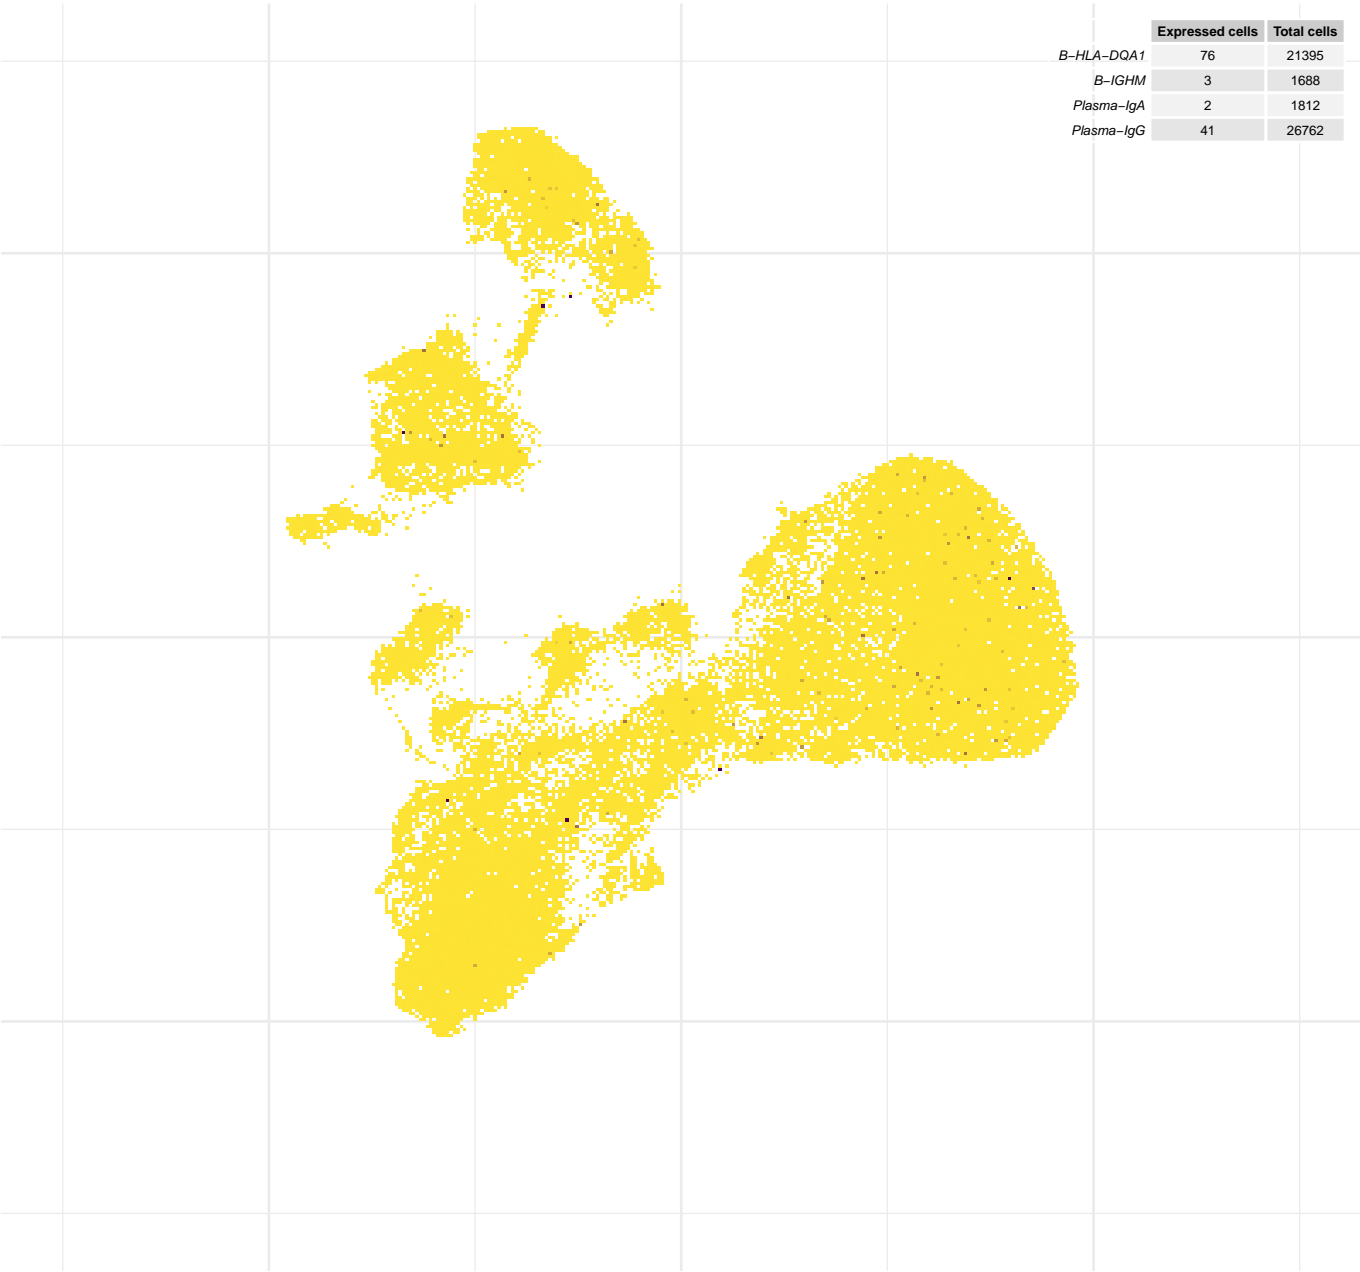 Expressed cells Total cells
B−HLA−DQA1 76 21395
B−IGHM 3 1688
Plasma−IgA 2 1812
Plasma−IgG 41 26762